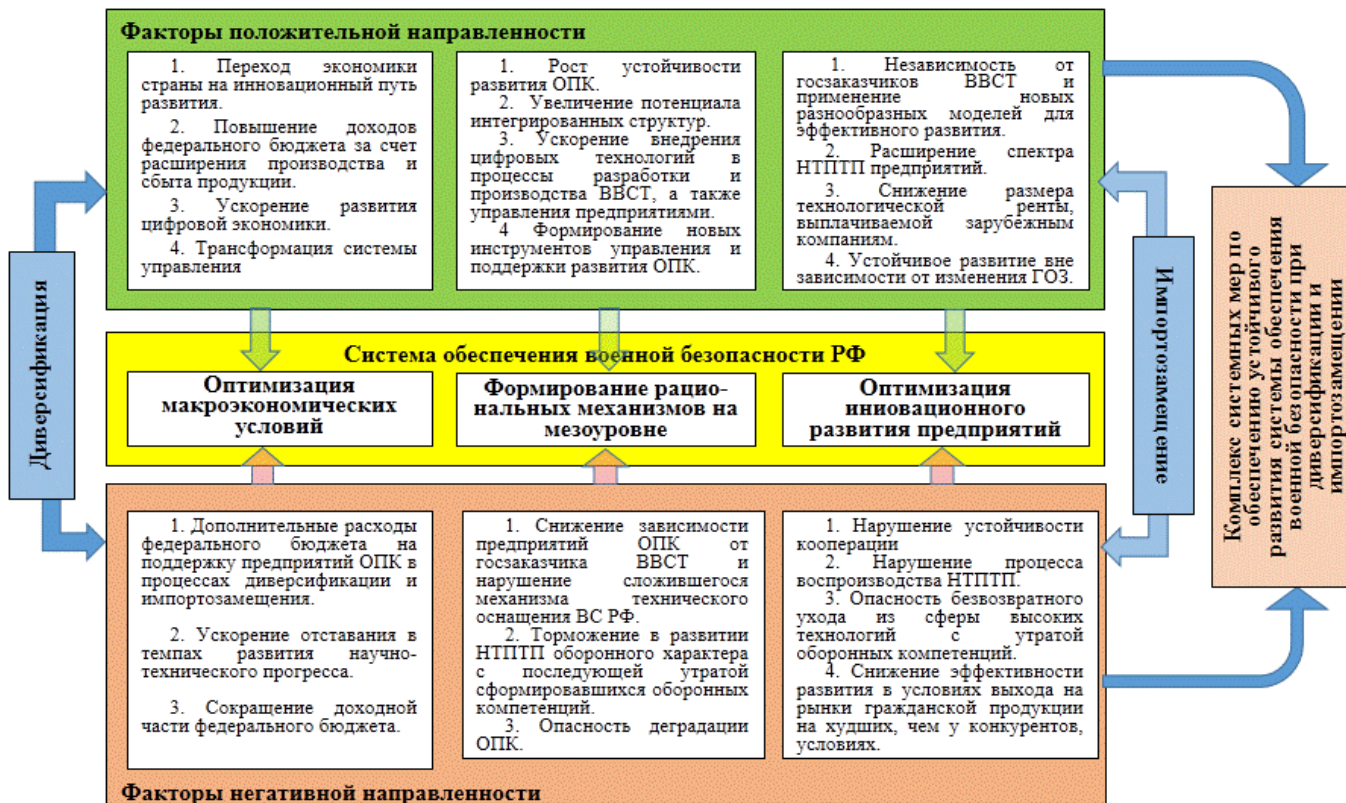 Факторы положительной направленности
1. Переход экономики
страны на инновационный путь
развития.
2. Повышение доходов
федерального бюджета за счет
расширения производства и
сбыта продукции.
3. Ускорение развития
цифровой экономики.
4. Трансформация системы
управления
1. Рост устойчивости
развития ОПК.
2. Увеличение потенциала
интегрированных структур.
3. Ускорение внедрения
цифровых технологий в
процессы разработки и
производства ВВСТ, а также
управления предприятиями.
4 Формирование новых
инструментов управления и
поддержки развития ОПК.
1. Независимость от
госзаказчиков ВВСТ и
применение новых
разнообразных моделей для
эффективного развития.
2. Расширение спектра
НТПТП предприятий.
3. Снижение размера
технологической ренты,
выплачиваемой зарубежным
компаниям.
4. Устойчивое развитие вне
зависимости от изменения ГОЗ.
Диверсификация
Система обеспечения военной безопасности РФ
Оптимизация
макроэкономических
условий
Формирование рацио-
нальных механизмов на
мезоуровне
Оптимизация
инновационного
развития предприятий
Импортозамещение
Комплекс системных мер по
обеспечению устойчивого
развития системы обеспечения
военной безопасности при
диверсификации и
импортозамещении
1. Дополнительные расходы
федерального бюджета на
поддержку предприятий ОПК в
процессах диверсификации и
импортозамещения.
2. Ускорение отставания в
темпах развития научно-
технического прогресса.
3. Сокращение доходной
части федерального бюджета.
1. Снижение зависимости
предприятий ОПК от
госзаказчика ВВСТ и
нарушение сложившегося
механизма технического
оснащения ВС РФ.
2. Торможение в развитии
НТПТП оборонного характера
с последующей утратой
сформировавшихся оборонных
компетенций.
3. Опасность деградации
ОПК.
1. Нарушение устойчивости
кооперации
2. Нарушение процесса
воспроизводства НТПТП.
3. Опасность безвозвратного
ухода из сферы высоких
технологий с утратой
оборонных компетенций.
4. Снижение эффективности
развития в условиях выхода на
рынки гражданской продукции
на худших, чем у конкурентов,
условиях.
Факторы негативной направленности